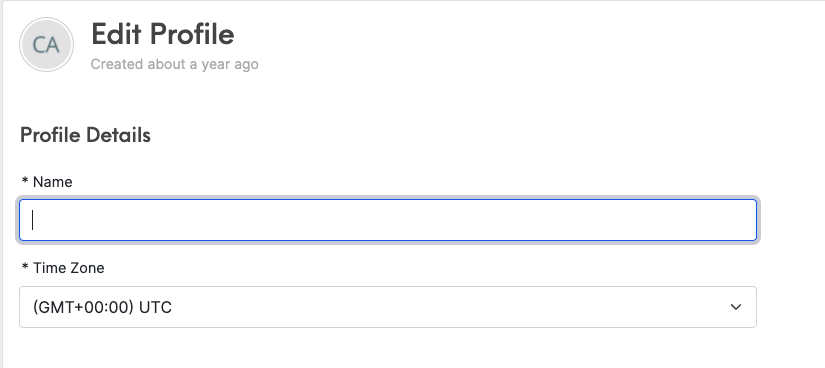 CA
Edit Profile
Created about a year ago
Profile Details
* Name
* Time Zone
(GMT+00:00) UTC